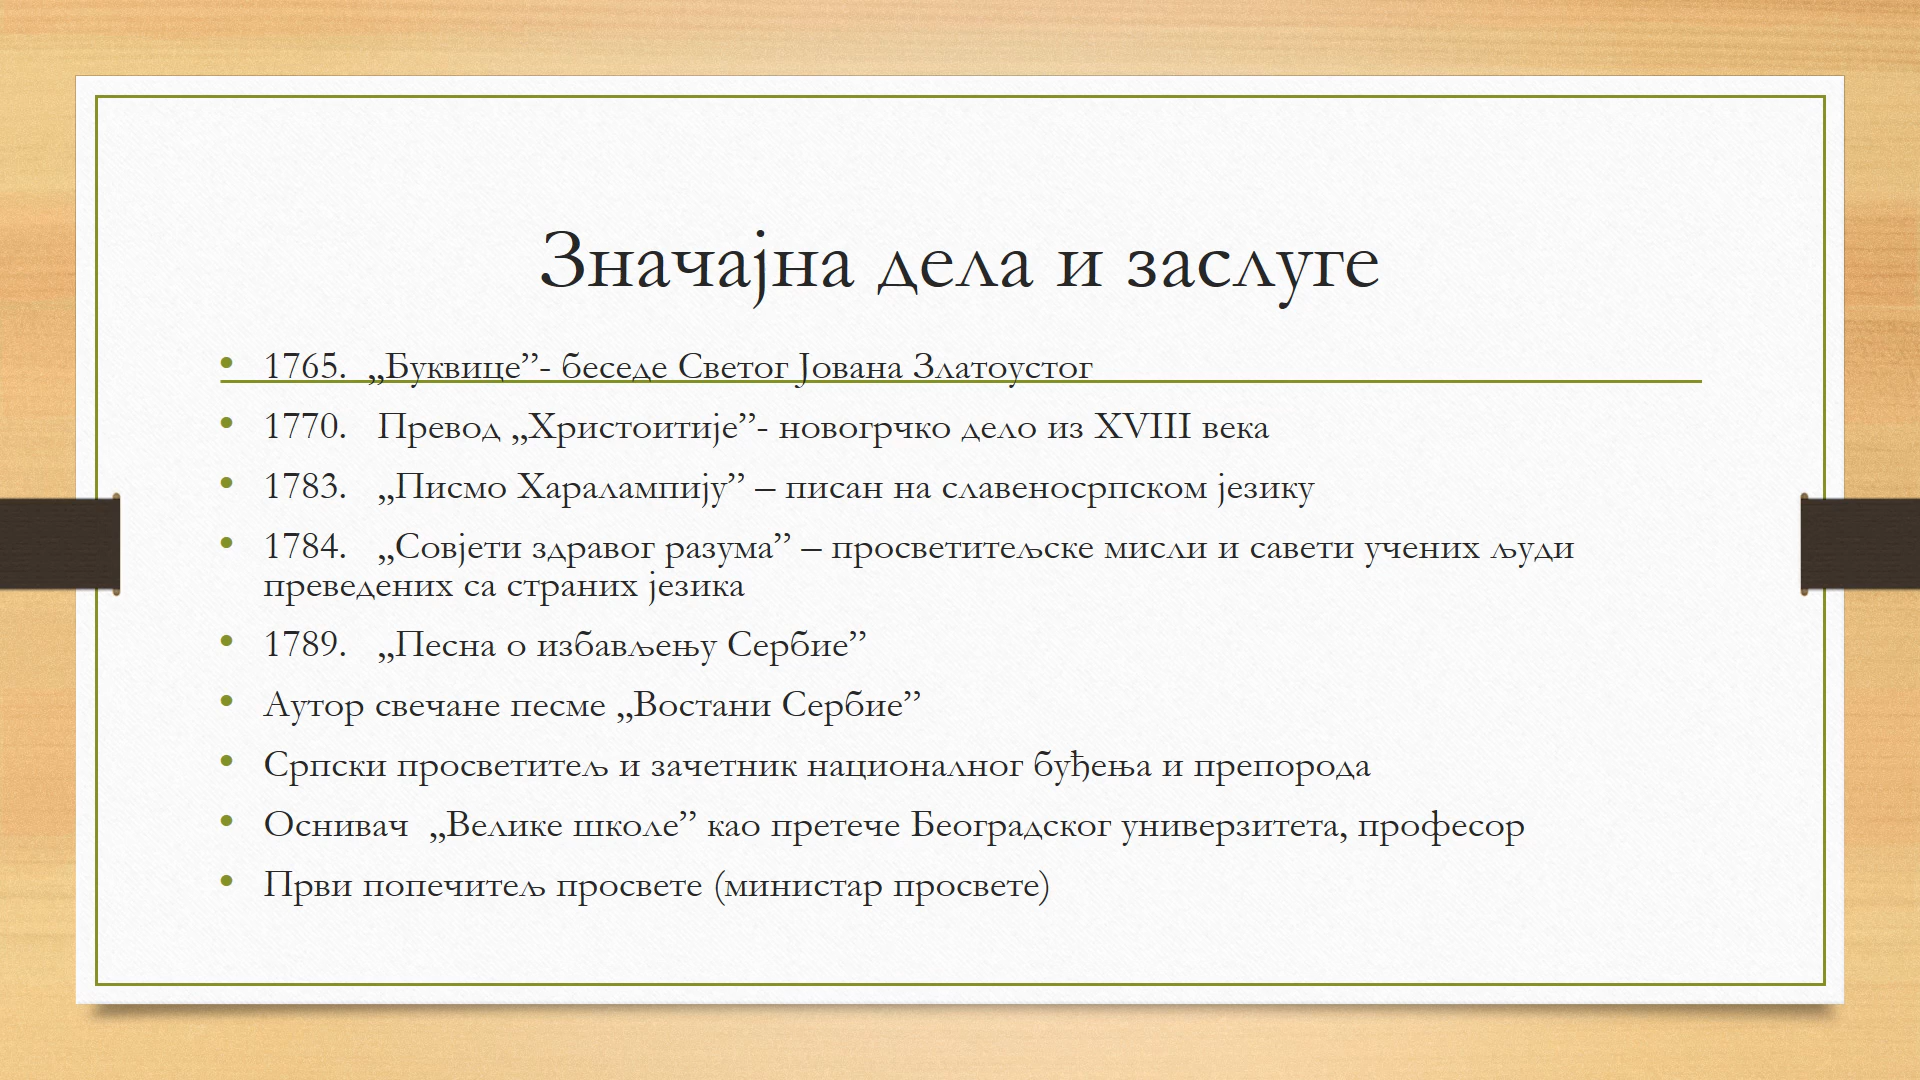 Значајна дела и заслуге
• 1765.  „Буквице”- беседе Светог Јована Златоустог
• 1770.   Превод „Христоитије”- новогрчко дело из XVIII века
• 1783.   „Писмо Харалампију” – писан на славеносрпском језику
• 1784.   „Совјети здравог разума” – просветитељске мисли и савети учених људи
преведених са страних језика
• 1789.   „Песна о избављењу Сербие”
• Аутор свечане песме „Востани Сербие”
• Српски просветитељ и зачетник националног буђења и препорода
• Оснивач  „Велике школе” као претече Београдског универзитета, професор
• Први попечитељ просвете (министар просвете)